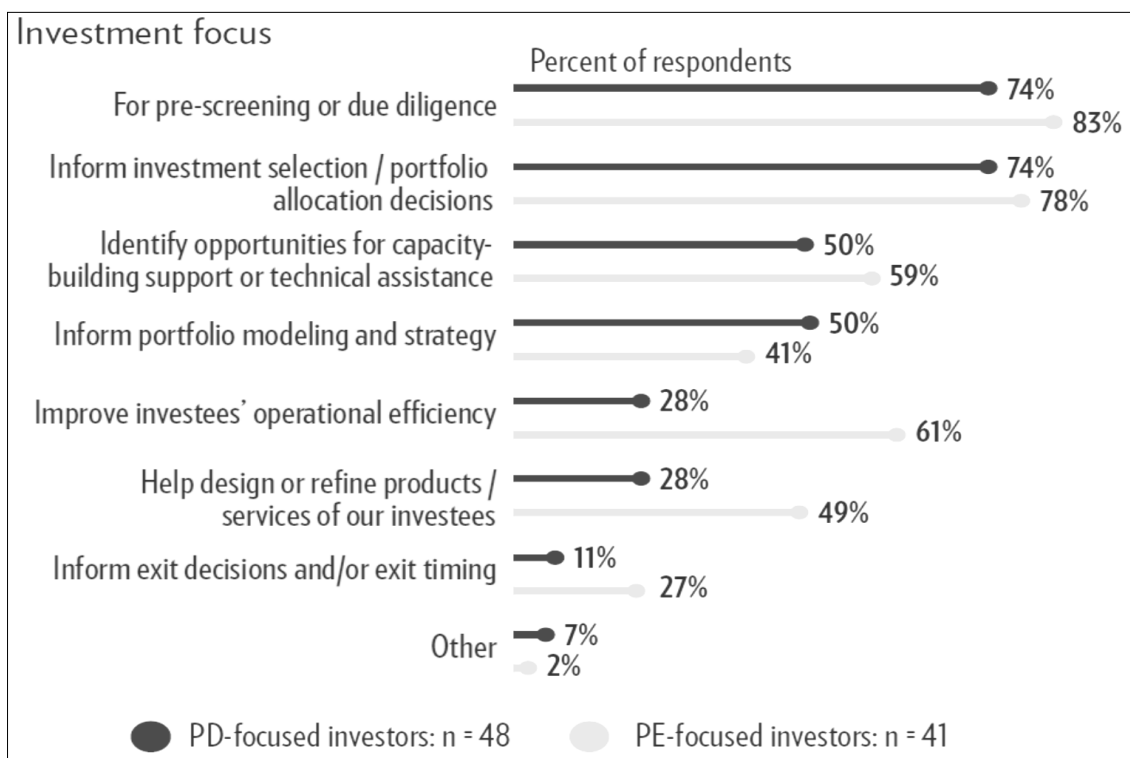 Investment focus
Percent of respondents
For pre-screening or due diligence
74%
83%
Inform investment selection / portfolio
allocation decisions
74%
78%
Identify opportunities for capacity-
building support or technical assistance
50%
59%
Inform portfolio modeling and strategy
50%
41%
Improve investees’ operational efficiency
28%
61%
Help design or refine products /
services of our investees
28%
49%
Inform exit decisions and/or exit timing
11%
27%
Other
7%
2%
PD-focused investors: n = 48
PE-focused investors: n = 41